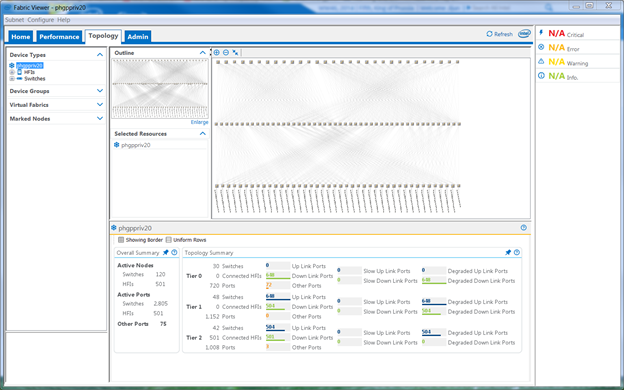 Fabric Viewer - phgppriv20
Subnet Configure Help
Home Performance Topology Admin
Refresh
intel
N/A Critical
N/A Error
N/A Warning
N/A Info.
Device Types
phgppriv20
HFIs
Switches
Device Groups
Virtual Fabrics
Marked Nodes
Outline
Enlarge
Selected Resources
phgppriv20
phgppriv20
Showing Border Uniform Rows
Overall Summary
Active Nodes
Switches 120
HFIs 501
Active Ports
Switches 2,805
HFIs 501
Other Ports 75
Topology Summary
30 Switches 0 Up Link Ports 0 Slow Up Link Ports 0 Degraded Up Link Ports
Tier 0 0 Connected HFIs 648 Down Link Ports 0 Slow Down Link Ports 648 Degraded Down Link Ports
720 Ports 72 Other Ports
48 Switches 648 Up Link Ports 0 Slow Up Link Ports 648 Degraded Up Link Ports
Tier 1 0 Connected HFIs 504 Down Link Ports 0 Slow Down Link Ports 504 Degraded Down Link Ports
1,152 Ports 0 Other Ports
42 Switches 504 Up Link Ports 0 Slow Up Link Ports 504 Degraded Up Link Ports
Tier 2 501 Connected HFIs 501 Down Link Ports 0 Slow Down Link Ports 0 Degraded Down Link Ports
1,008 Ports 3 Other Ports